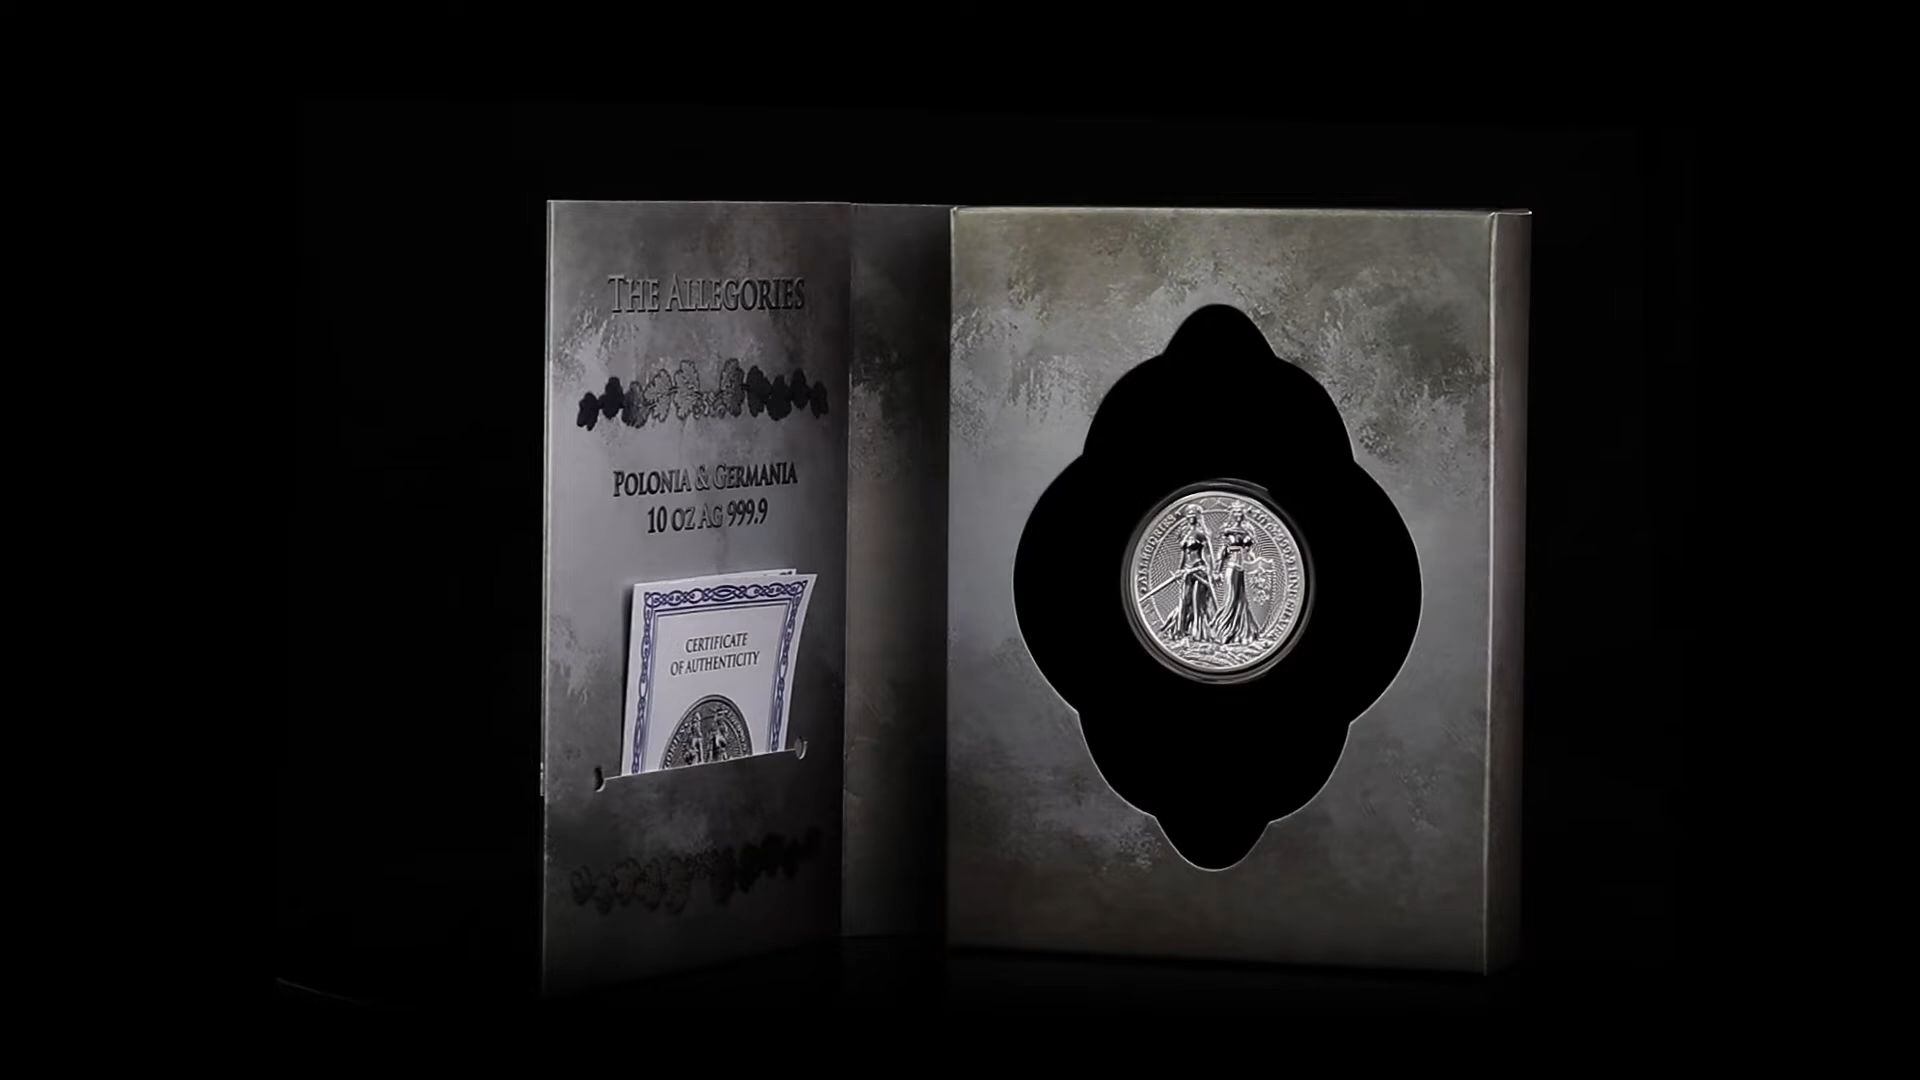 THE ALLEGORIES
POLONIA & GERMANIA
10 OZ AG 999.9
CERTIFICATE
OF AUTHENTICITY